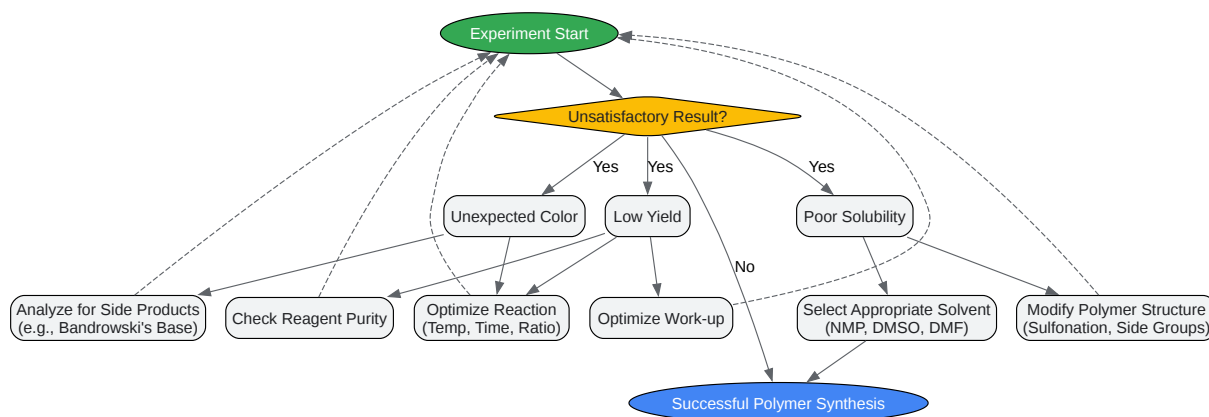 Experiment Start
Unsatisfactory Result?
Yes
Yes
Yes
Unexpected Color
Low Yield
Poor Solubility
No
Analyze for Side Products
(e.g., Bandrowski's Base)
Check Reagent Purity
Optimize Reaction
(Temp, Time, Ratio)
Optimize Work-up
Select Appropriate Solvent
(NMP, DMSO, DMF)
Modify Polymer Structure
(Sulfonation, Side Groups)
Successful Polymer Synthesis